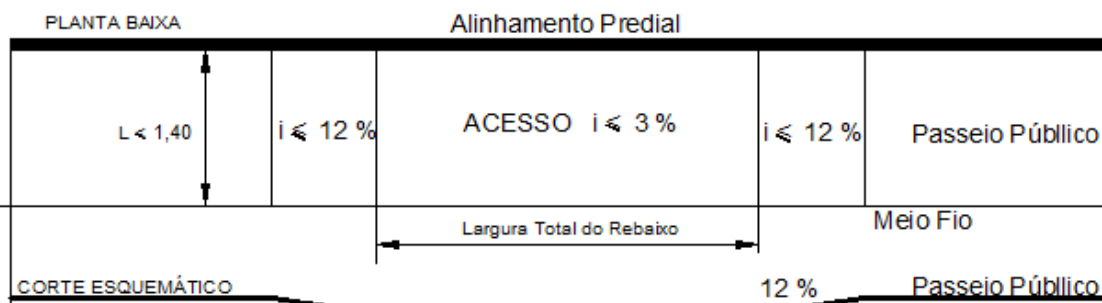 PLANTA BAIXA
Alinhamento Predial
L ⩽ 1,40
i ⩽ 12 %
ACESSO i ⩽ 3 %
i ⩽ 12 %
Passeio Públlico
Largura Total do Rebaixo
Meio Fio
CORTE ESQUEMÁTICO
12 %
Passeio Públlico